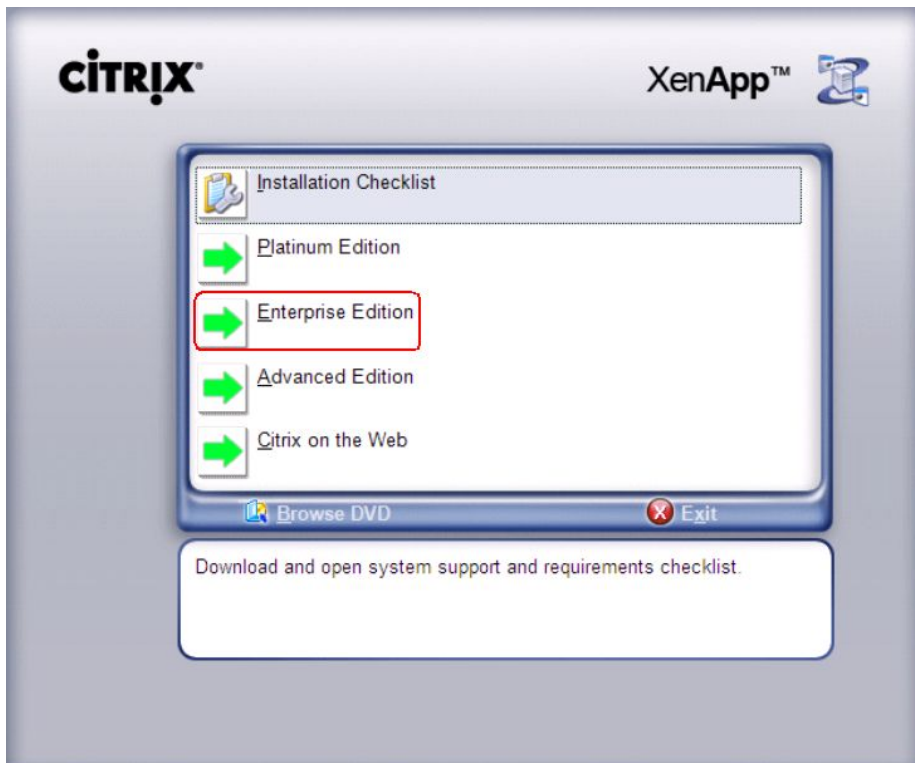 CITRIX®
XenApp™
Installation Checklist
Platinum Edition
Enterprise Edition
Advanced Edition
Citrix on the Web
Browse DVD
Exit
Download and open system support and requirements checklist.